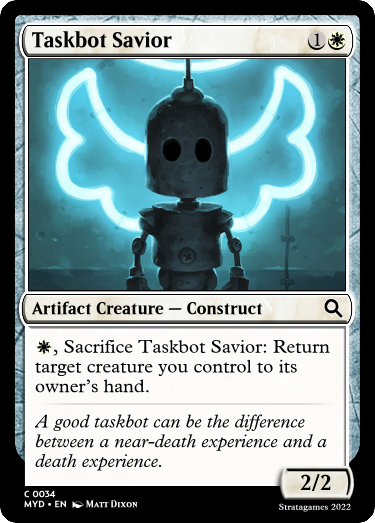 Taskbot Savior 1
Artifact Creature — Construct
, Sacrifice Taskbot Savior: Return
target creature you control to its
owner's hand.
A good taskbot can be the difference
between a near-death experience and a
death experience.
2/2
C 0034
MYD • EN Matt Dixon
Stratagames 2022